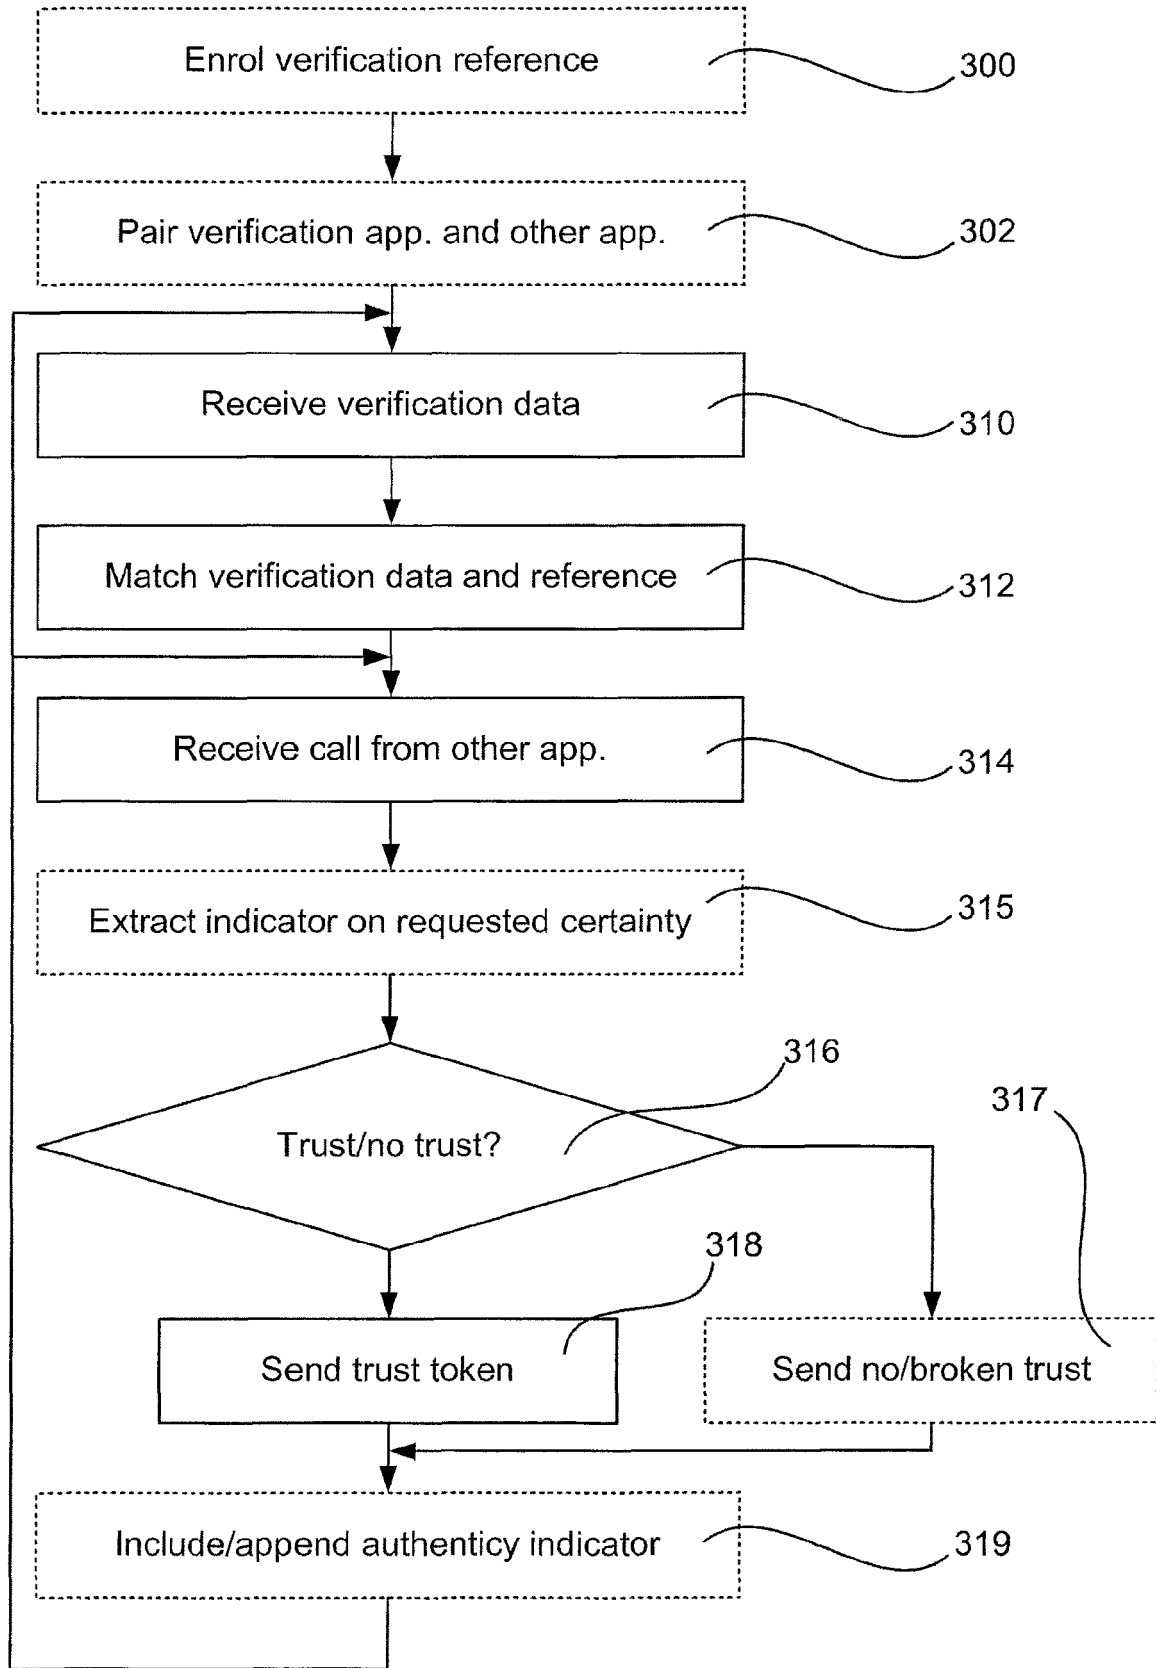 Enrol verification reference
300
Pair verification app. and other app.
302
Receive verification data
310
Match verification data and reference
312
Receive call from other app.
314
Extract indicator on requested certainty
315
316
317
Trust/no trust?
318
Send trust token
Send no/broken trust
Include/append authenticy indicator
319